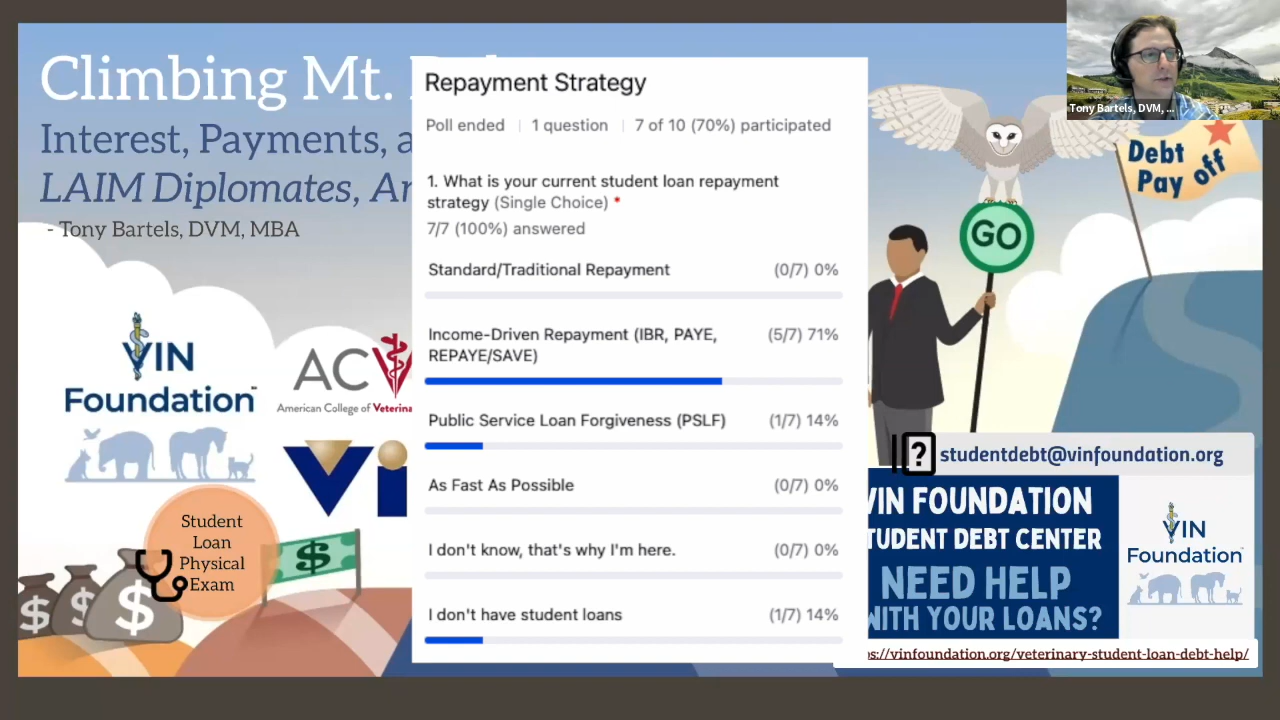 Climbing Mt.
Interest, Payments, a
LAIM Diplomates, Ar
- Tony Bartels, DVM, MBA
VIN
Foundation
ACV
American College of Veterina
Vi
Student
Loan
Physical
Exam
$
$
$
$
Repayment Strategy
Poll ended | 1 question | 7 of 10 (70%) participated
1. What is your current student loan repayment
strategy (Single Choice) *
7/7 (100%) answered
Standard/Traditional Repayment (0/7) 0%
Income-Driven Repayment (IBR, PAYE, (5/7) 71%
REPAYE/SAVE)
Public Service Loan Forgiveness (PSLF) (1/7) 14%
As Fast As Possible (0/7) 0%
I don't know, that's why I'm here. (0/7) 0%
I don't have student loans (1/7) 14%
Tony Bartels, DVM, ...
Debt
Pay off
GO
? studentdebt@vinfoundation.org
VIN FOUNDATION
TUDENT DEBT CENTER
NEED HELP
WITH YOUR LOANS?
VIN
Foundation
s://vinfoundation.org/veterinary-student-loan-debt-help/